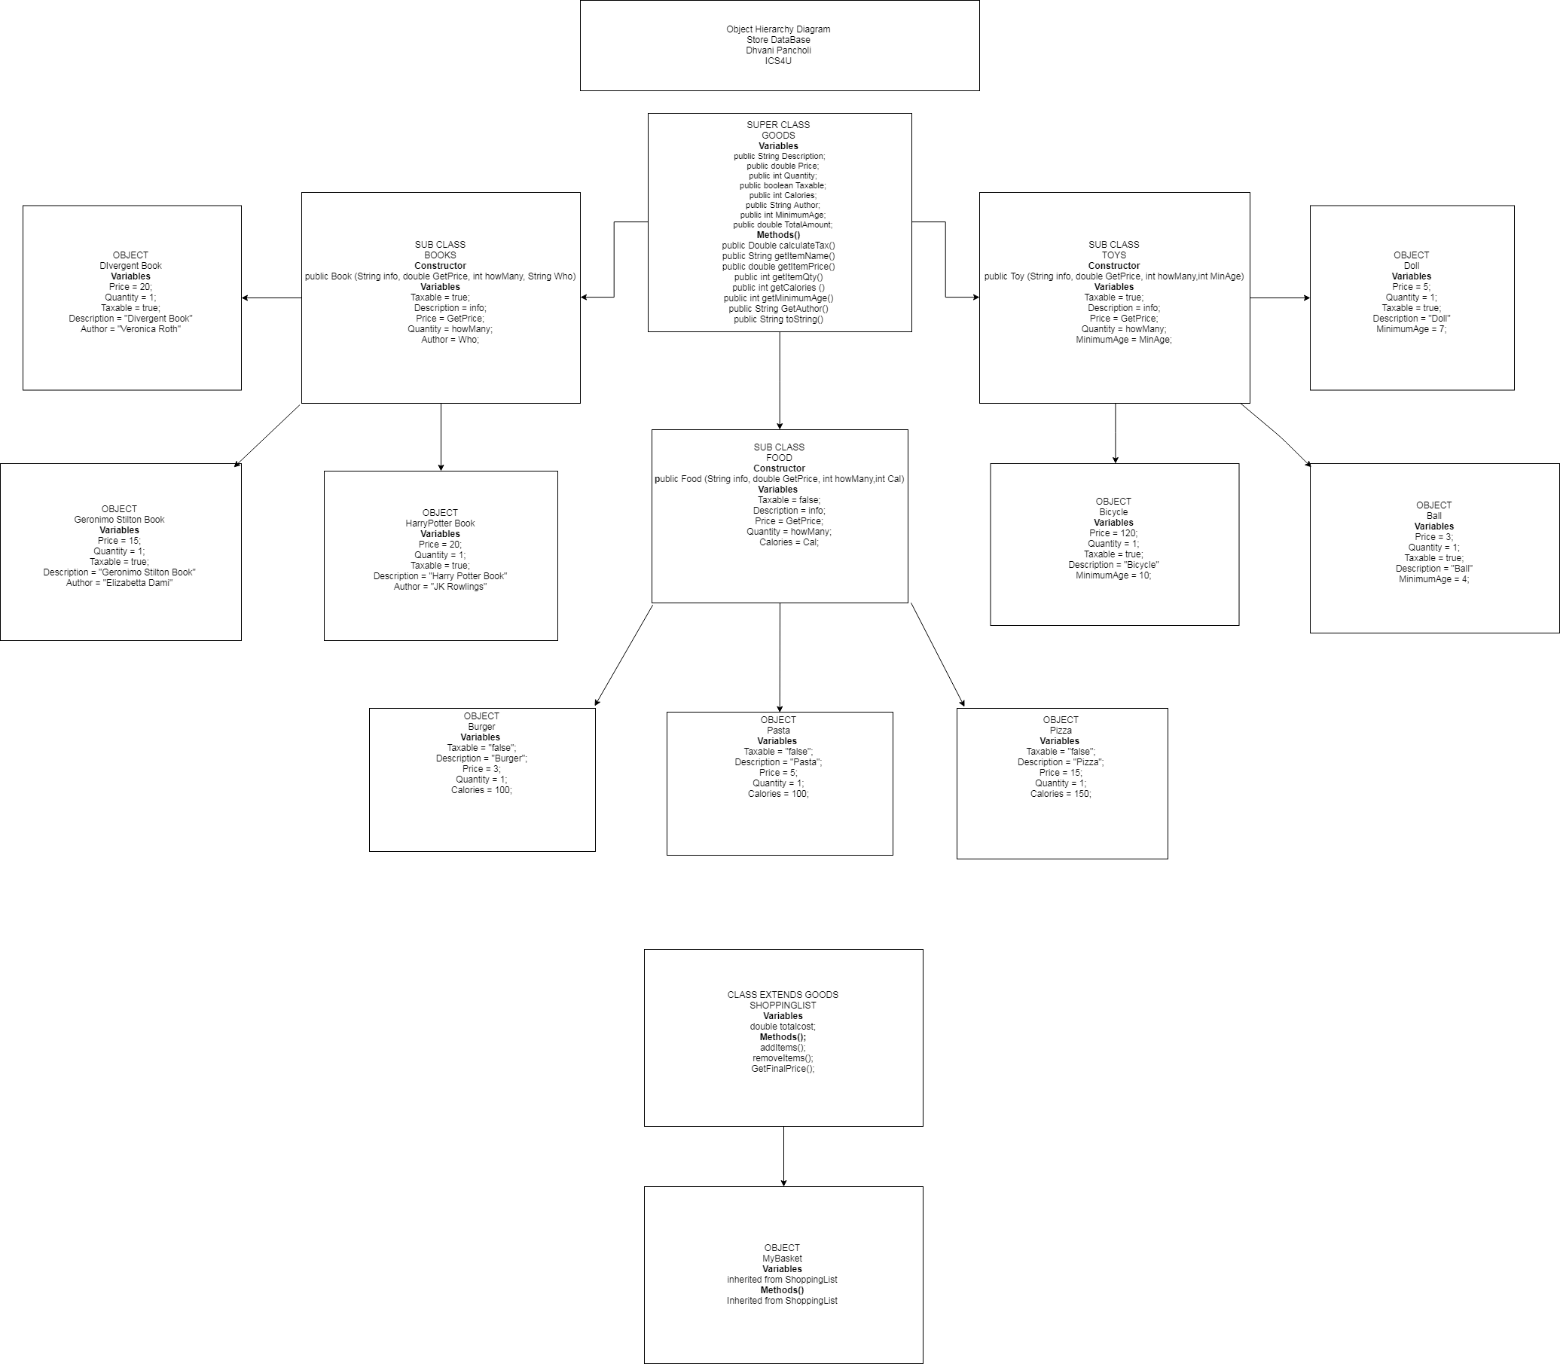 Object Hierarchy Diagram
Store DataBase
Dhvani Pancholi
ICS4U
SUPER CLASS
GOODS
Variables
public String Description;
public double Price;
public int Quantity;
public boolean Taxable;
public int Calories;
public String Author;
public int MinimumAge;
public double TotalAmount;
Methods()
public Double calculateTax()
public String getItemName()
public double getItemPrice()
public int getItemQty()
public int getCalories ()
public int getMinimumAge()
public String GetAuthor()
public String toString()
OBJECT
DIvergent Book
Variables
Price = 20;
Quantity = 1;
Taxable = true;
Description = "Divergent Book"
Author = "Veronica Roth"
SUB CLASS
BOOKS
Constructor
public Book (String info, double GetPrice, int howMany, String Who)
Variables
Taxable = true;
Description = info;
Price = GetPrice;
Quantity = howMany;
Author = Who;
SUB CLASS
TOYS
Constructor
public Toy (String info, double GetPrice, int howMany,int MinAge)
Variables
Taxable = true;
Description = info;
Price = GetPrice;
Quantity = howMany;
MinimumAge = MinAge;
OBJECT
Doll
Variables
Price = 5;
Quantity = 1;
Taxable = true;
Description = "Doll"
MinimumAge = 7;
OBJECT
Geronimo Stilton Book
Variables
Price = 15;
Quantity = 1;
Taxable = true;
Description = "Geronimo Stilton Book"
Author = "Elizabetta Dami"
OBJECT
HarryPotter Book
Variables
Price = 20;
Quantity = 1;
Taxable = true;
Description = "Harry Potter Book"
Author = "JK Rowlings"
SUB CLASS
FOOD
Constructor
public Food (String info, double GetPrice, int howMany,int Cal)
Variables
Taxable = false;
Description = info;
Price = GetPrice;
Quantity = howMany;
Calories = Cal;
OBJECT
Bicycle
Variables
Price = 120;
Quantity = 1;
Taxable = true;
Description = "Bicycle"
MinimumAge = 10;
OBJECT
Ball
Variables
Price = 3;
Quantity = 1;
Taxable = true;
Description = "Ball"
MinimumAge = 4;
OBJECT
Burger
Variables
Taxable = "false";
Description = "Burger";
Price = 3;
Quantity = 1;
Calories = 100;
OBJECT
Pasta
Variables
Taxable = "false";
Description = "Pasta";
Price = 5;
Quantity = 1;
Calories = 100;
OBJECT
Pizza
Variables
Taxable = "false";
Description = "Pizza";
Price = 15;
Quantity = 1;
Calories = 150;
CLASS EXTENDS GOODS
SHOPPINGLIST
Variables
double totalcost;
Methods();
addItems();
removeItems();
GetFinalPrice();
OBJECT
MyBasket
Variables
inherited from ShoppingList
Methods()
Inherited from ShoppingList